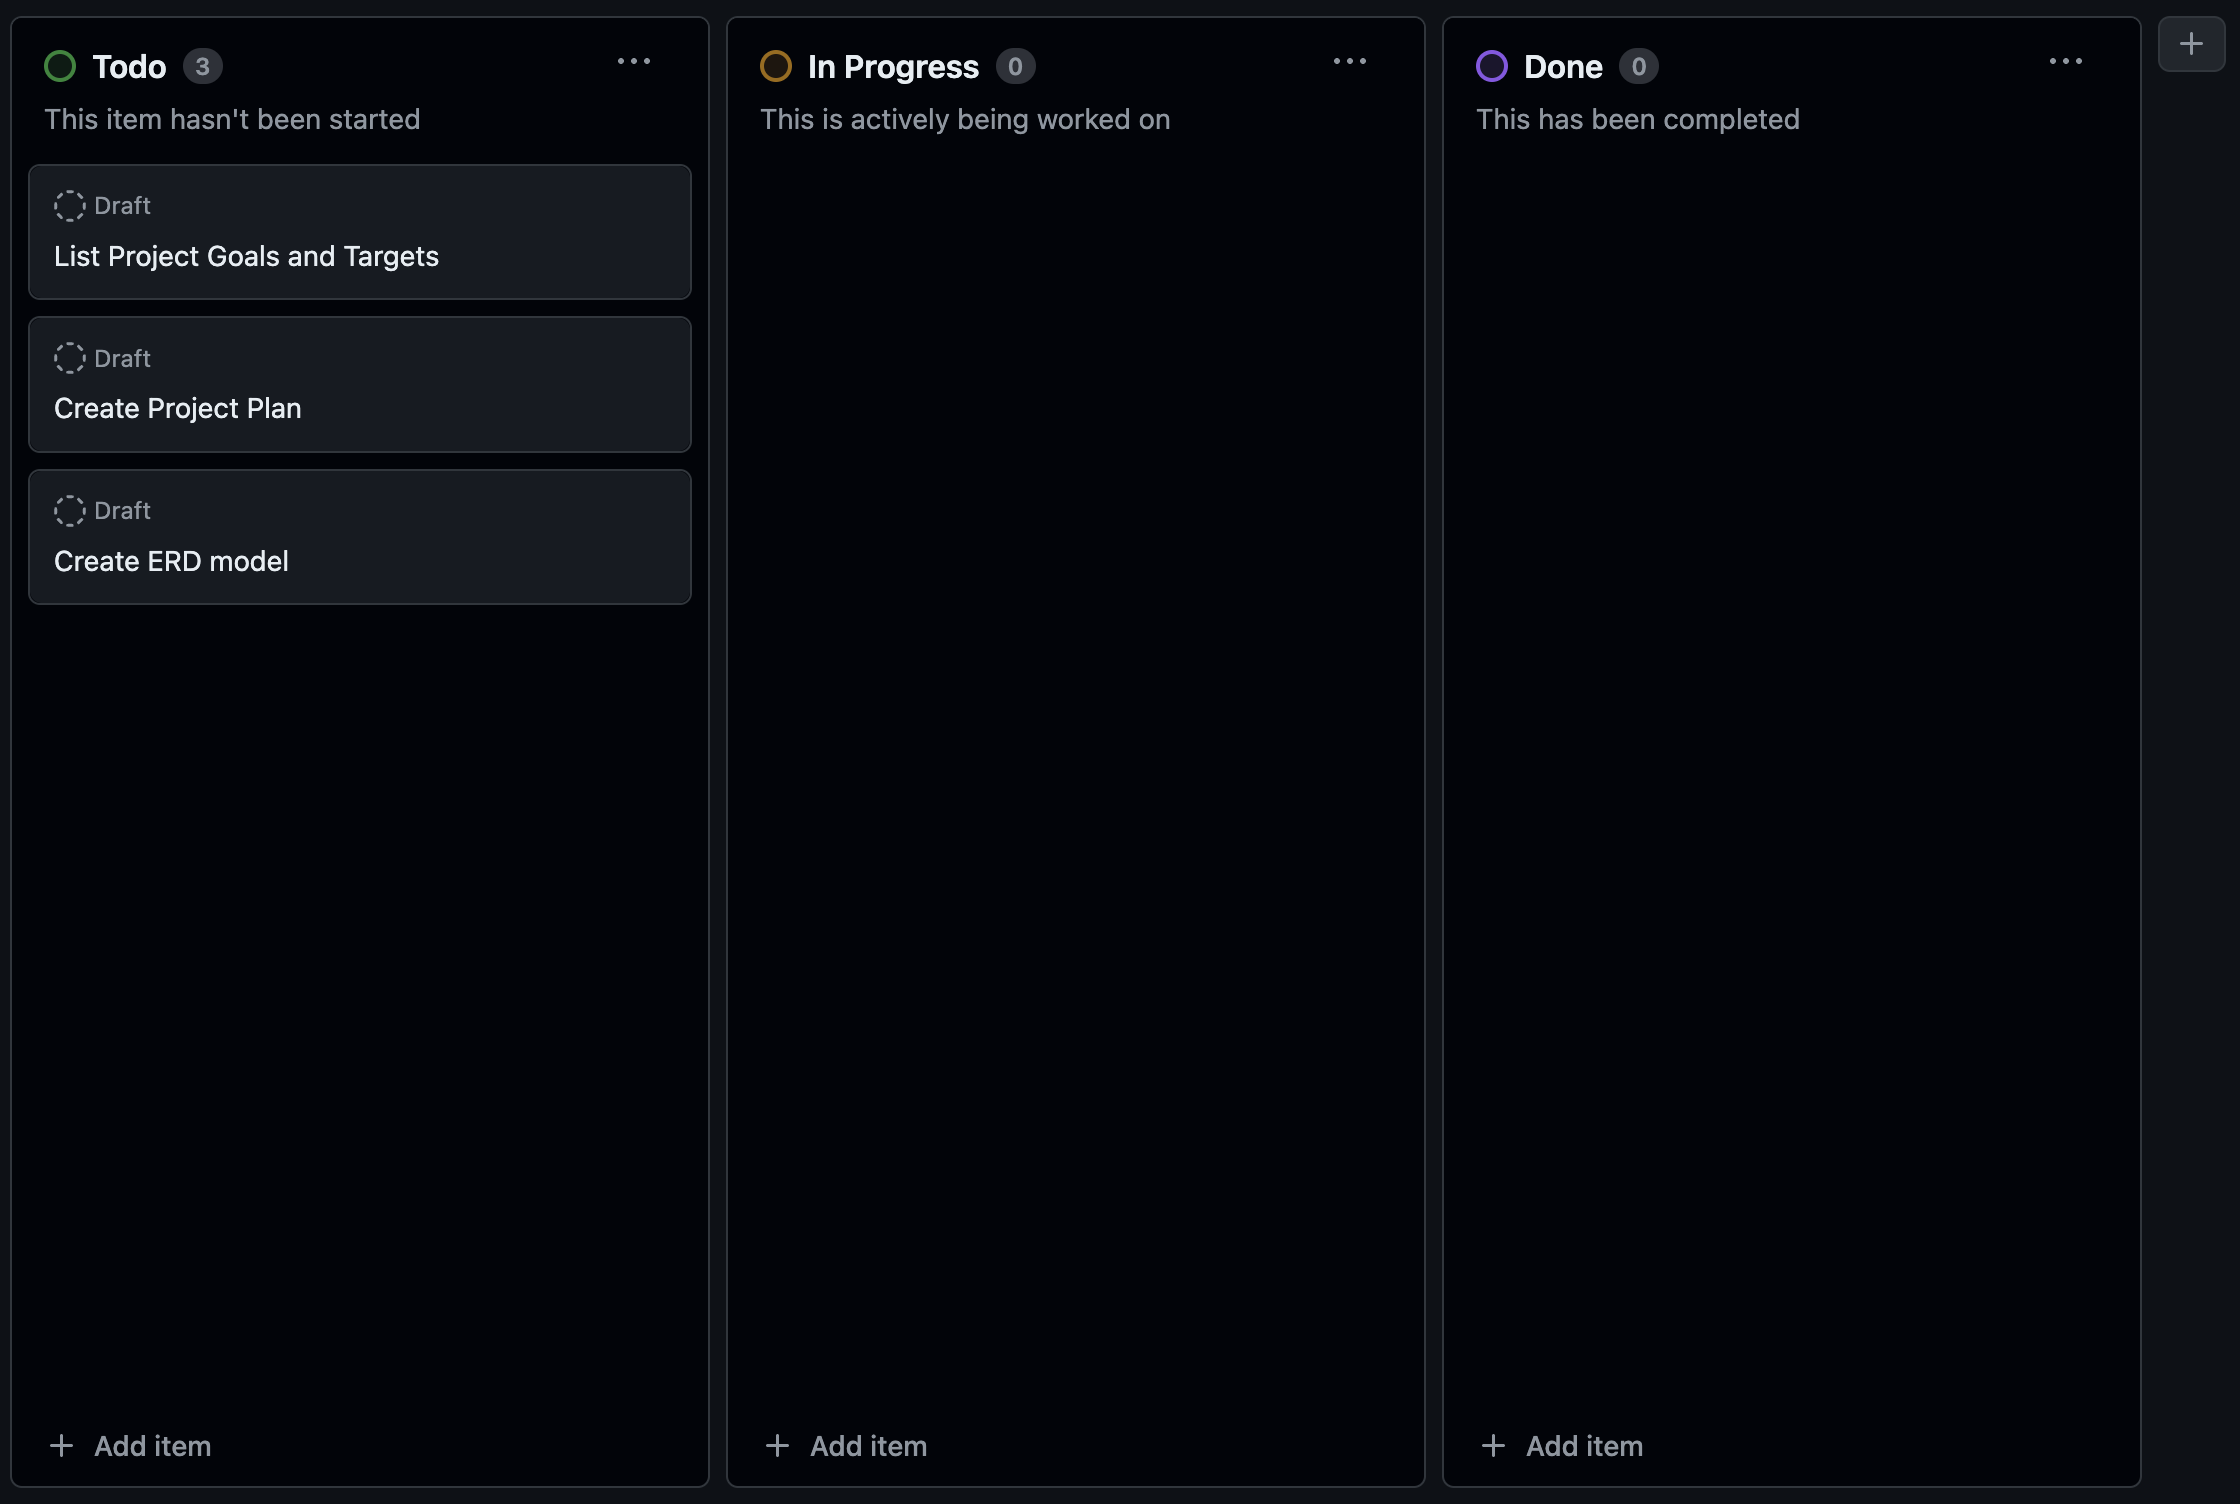 Todo 3
This item hasn't been started
Draft
List Project Goals and Targets
Draft
Create Project Plan
Draft
Create ERD model
Add item
In Progress 0
This is actively being worked on
Add item
Done 0
This has been completed
Add item